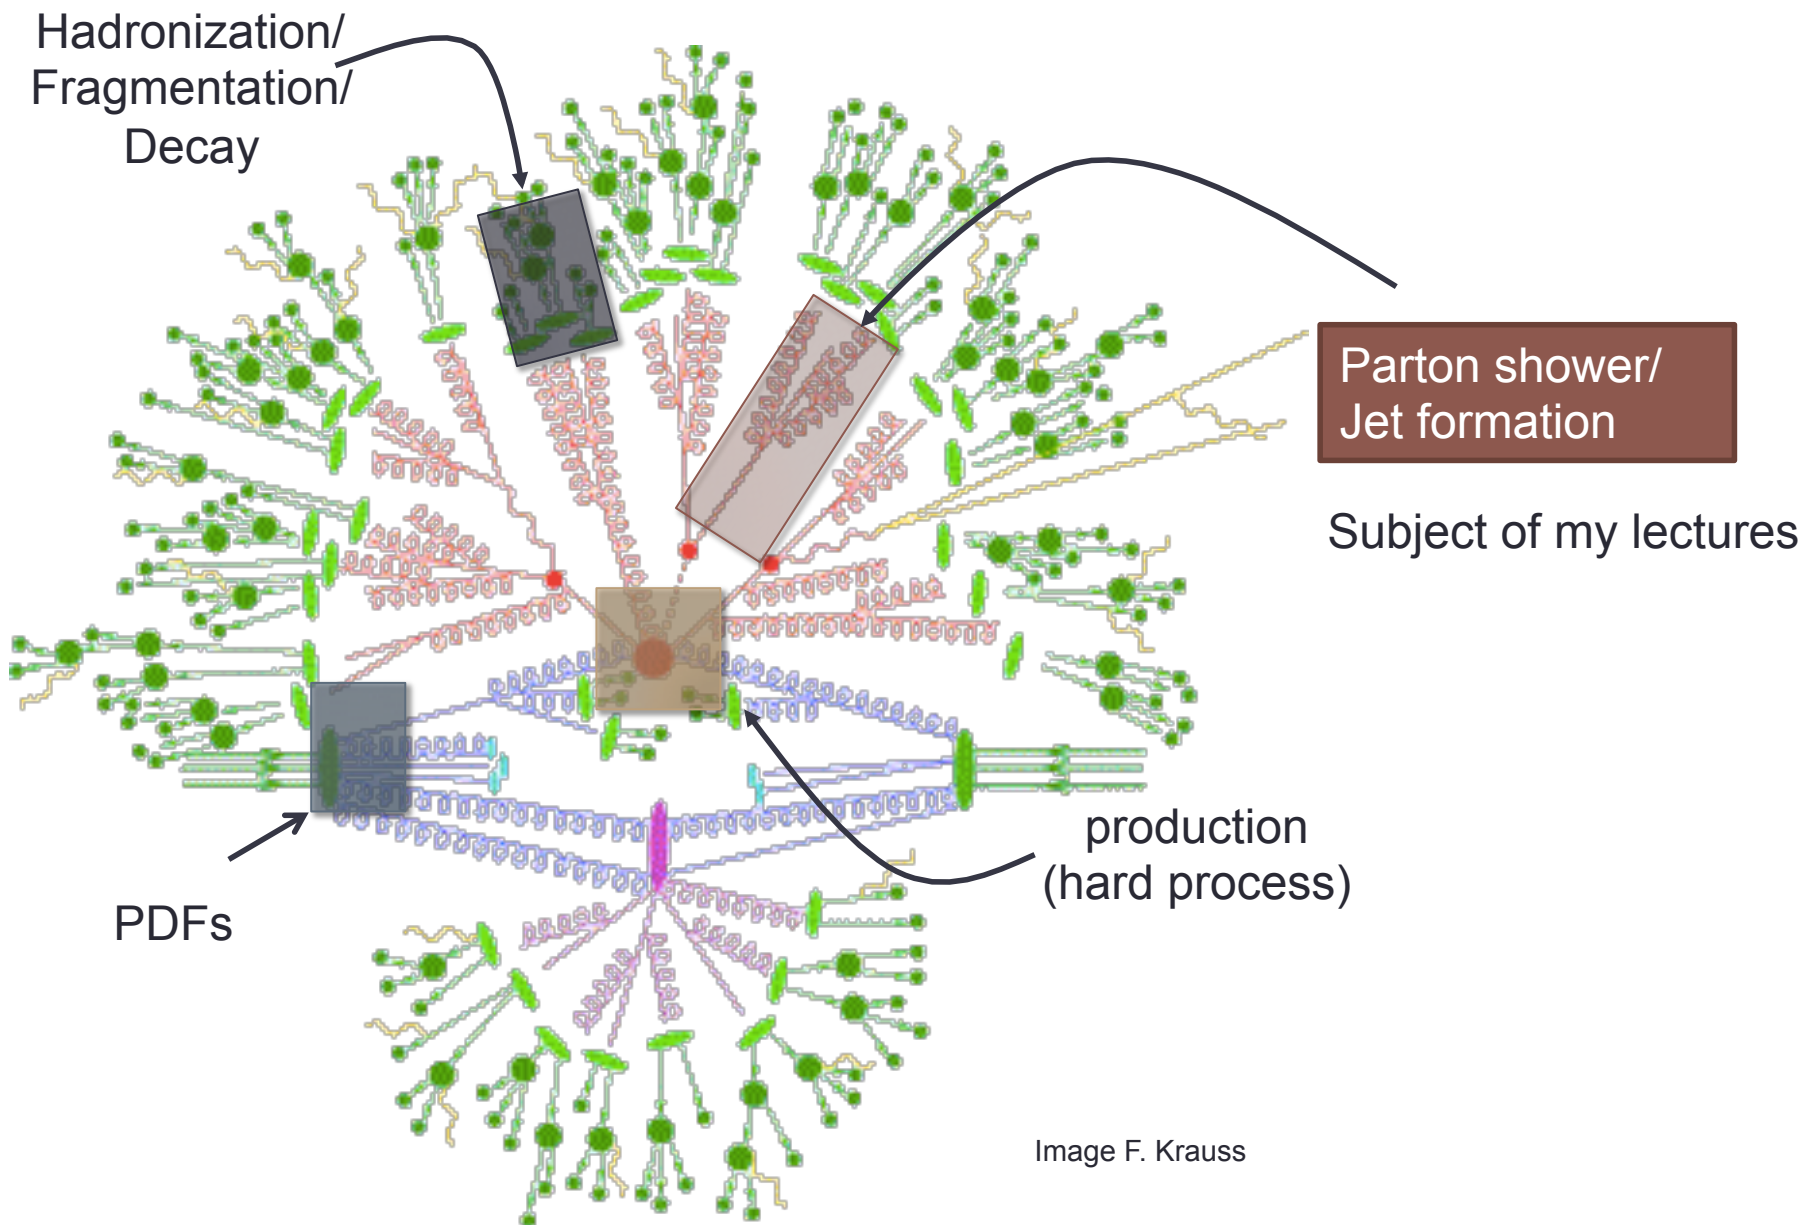 Hadronization/
Fragmentation/
Decay
Parton shower/
Jet formation
Subject of my lectures
production
(hard process)
PDFs
Image F. Krauss